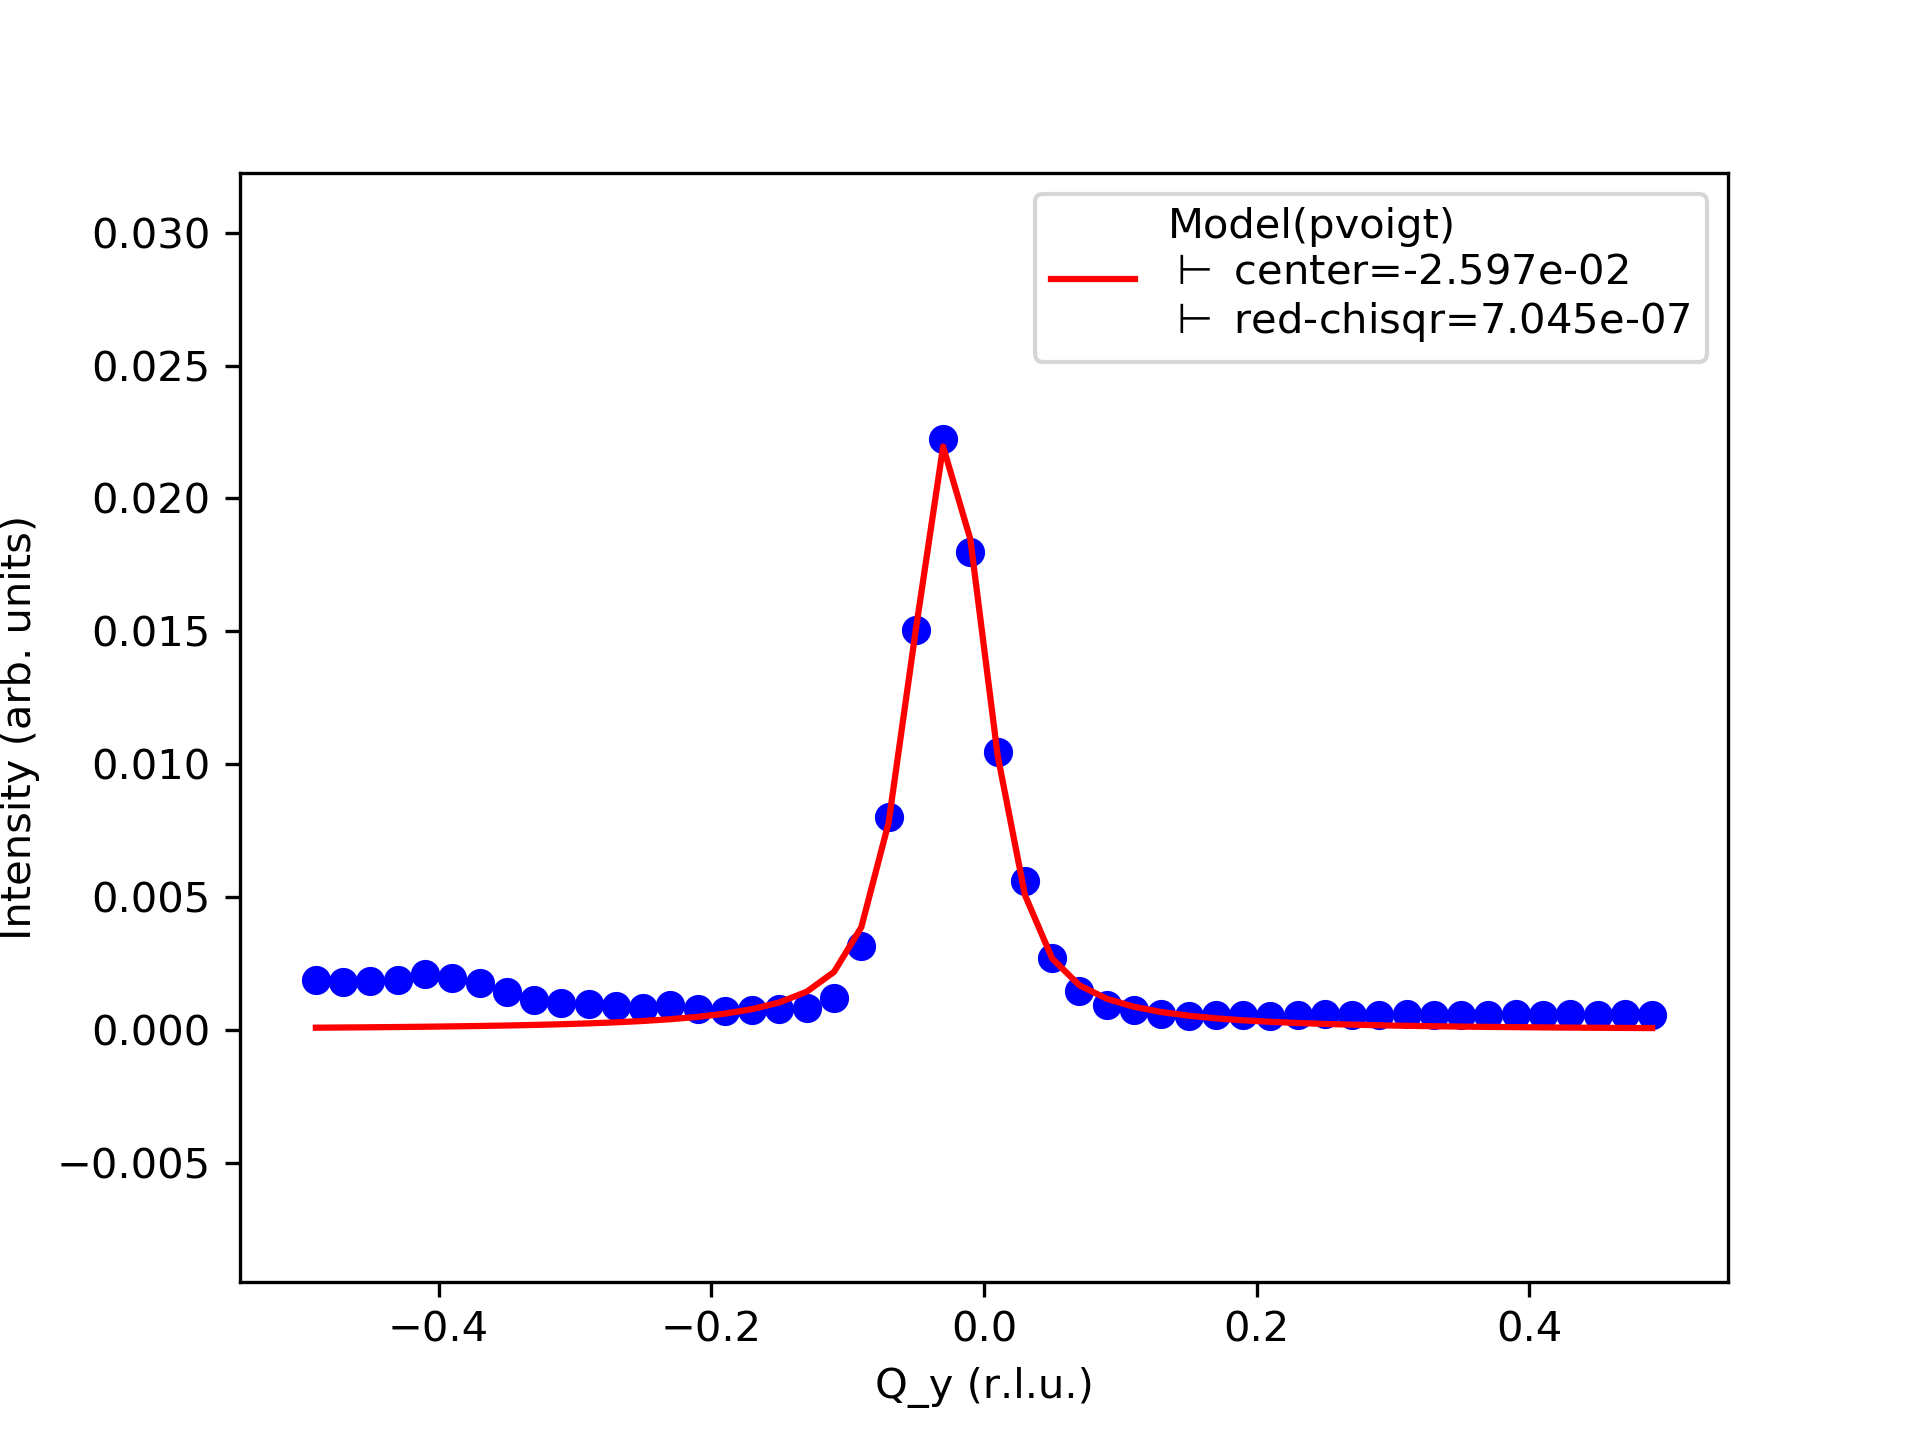 Model(pvoigt)
⊢ center=-2.597e-02
⊢ red-chisqr=7.045e-07
0.030
0.025
0.020
0.015
0.010
0.005
0.000
−0.005
Intensity (arb. units)
−0.4 −0.2 0.0 0.2 0.4
Q_y (r.l.u.)